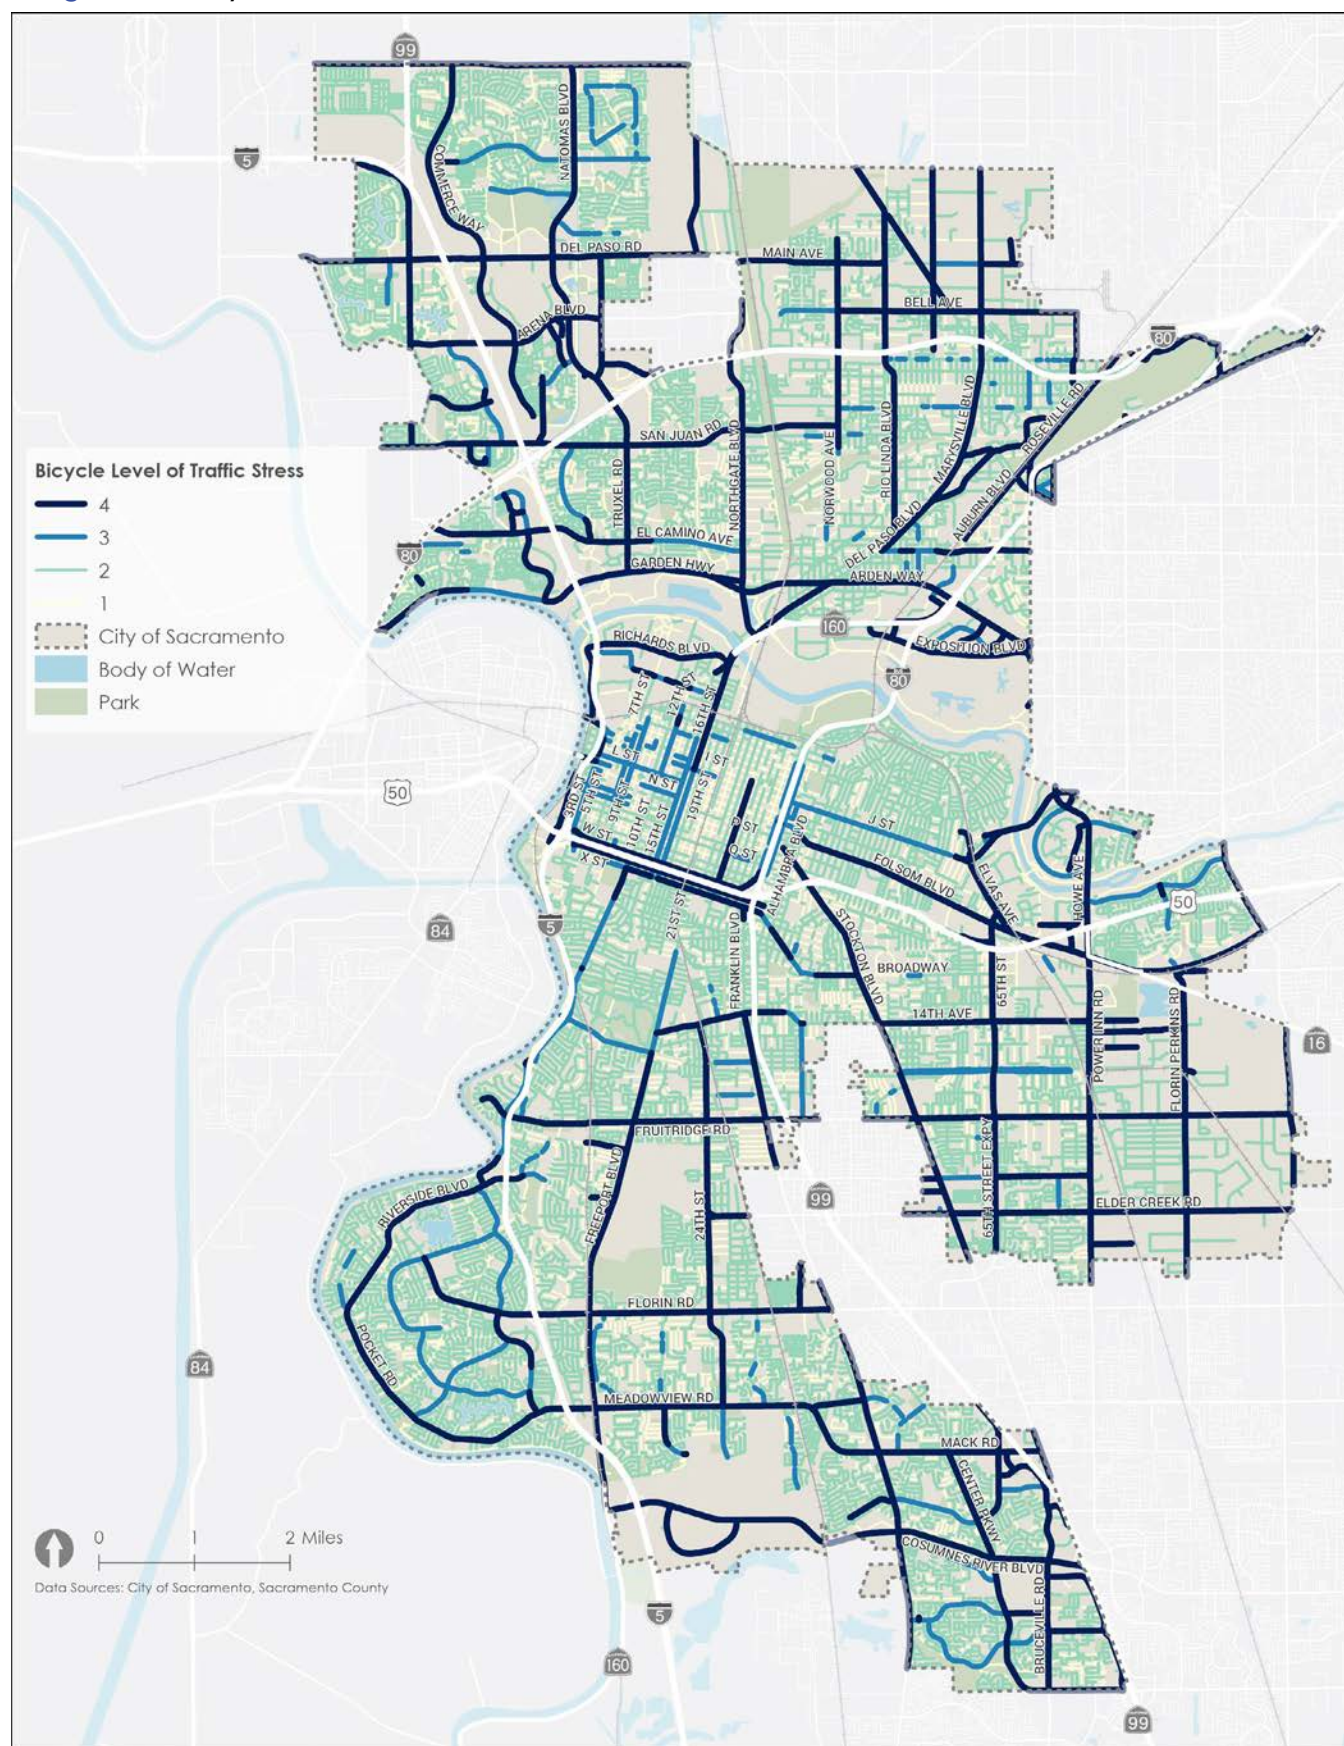 99
5
COMMERCE WAY
NATOMAS BLVD
DEL PASO RD
MAIN AVE
ARENA BLVD
BELL AVE
80
Bicycle Level of Traffic Stress
4
3
2
1
City of Sacramento
Body of Water
Park
SAN JUAN RD
TRUXEL RD
NORTHGATE BLVD
NORWOOD AVE
RIO LINDA BLVD
MARYSVILLE BLVD
ROSEVILLE RD
AUBURN BLVD
DEL PASO BLVD
EL CAMINO AVE
80
GARDEN HWY
ARDEN WAY
160
RICHARDS BLVD
EXPOSITION BLVD
80
7TH ST
12TH ST
16TH ST
L ST
I ST
N ST
50
3RD ST
5TH ST
9TH ST
10TH ST
15TH ST
19TH ST
W ST
X ST
P ST
Q ST
J ST
ALHAMBRA BLVD
FOLSOM BLVD
ELVAS AVE
HOWE AVE
50
84
5
21ST ST
FRANKLIN BLVD
STOCKTON BLVD
BROADWAY
65TH ST
14TH AVE
POWER INN RD
FLORIN PERKINS RD
16
FRUITRIDGE RD
65TH STREET EXPY
RIVERSIDE BLVD
FREEPORT BLVD
24TH ST
99
ELDER CREEK RD
FLORIN RD
POCKET RD
84
MEADOWVIEW RD
MACK RD
CENTER PKWY
COSUMNES RIVER BLVD
BRUCEVILLE RD
0 1 2 Miles
Data Sources: City of Sacramento, Sacramento County
5
160
99